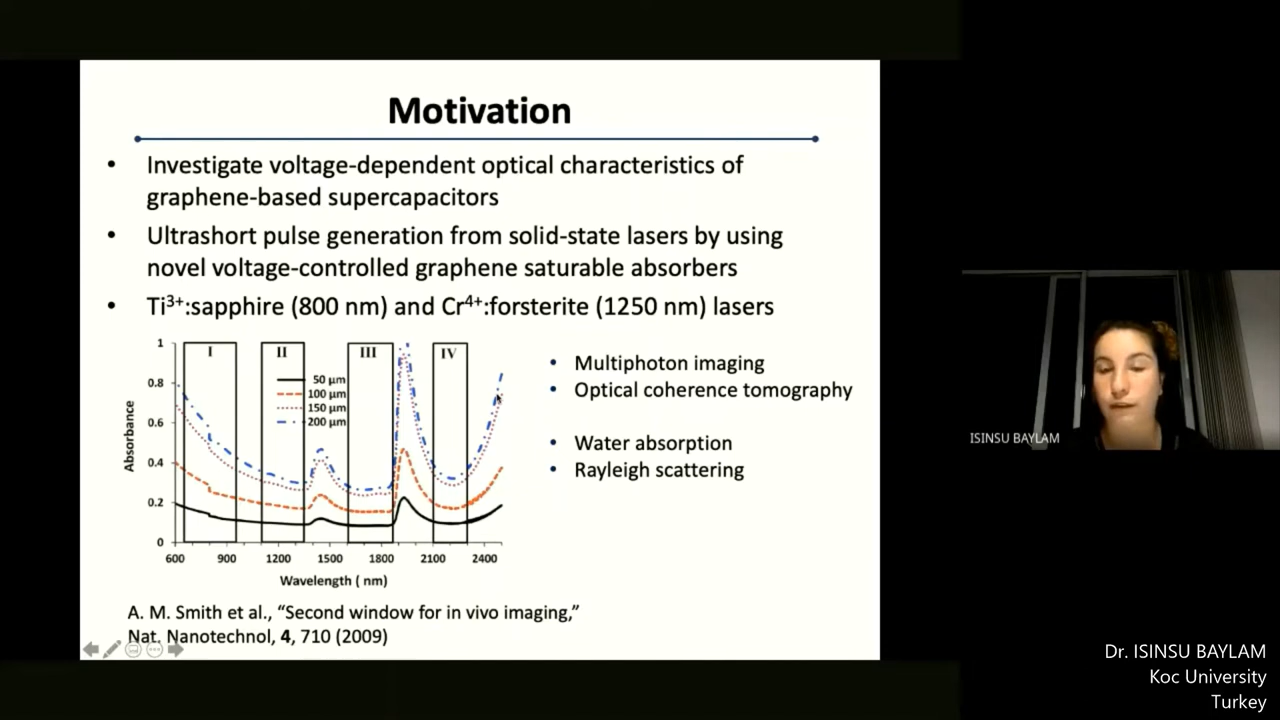 Motivation
• Investigate voltage-dependent optical characteristics of
graphene-based supercapacitors
• Ultrashort pulse generation from solid-state lasers by using
novel voltage-controlled graphene saturable absorbers
• Ti³⁺:sapphire (800 nm) and Cr⁴⁺:forsterite (1250 nm) lasers
I II III IV
50 µm
100 µm
150 µm
200 µm
1
0.8
0.6
0.4
0.2
0
Absorbance
600 900 1200 1500 1800 2100 2400
Wavelength ( nm)
• Multiphoton imaging
• Optical coherence tomography
• Water absorption
• Rayleigh scattering
A. M. Smith et al., “Second window for in vivo imaging,”
Nat. Nanotechnol, 4, 710 (2009)
ISINSU BAYLAM
Dr. ISINSU BAYLAM
Koc University
Turkey